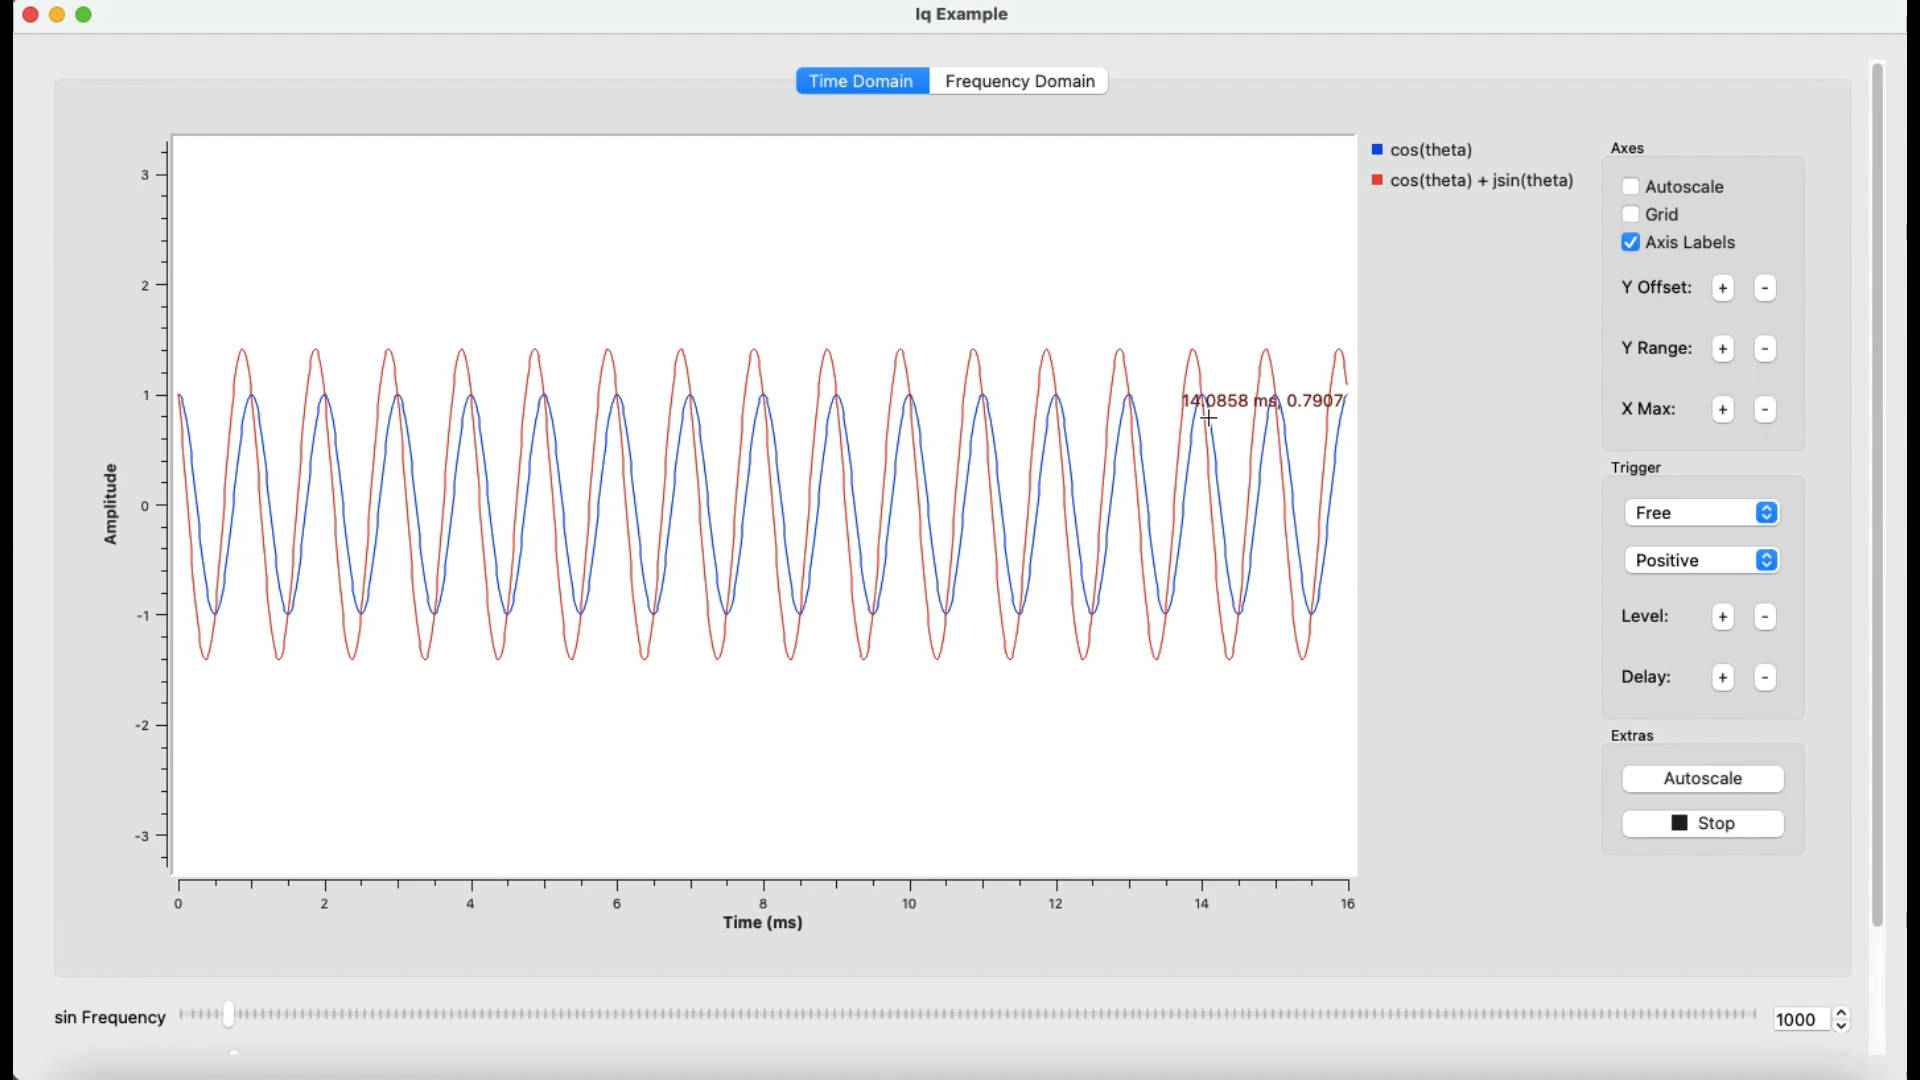 Iq Example
Time Domain Frequency Domain
cos(theta)
cos(theta) + jsin(theta)
3
2
1
0
-1
-2
-3
Amplitude
14.0858 ms, 0.7907
0 2 4 6 8 10 12 14 16
Time (ms)
Axes
Autoscale
Grid
Axis Labels
Y Offset: + -
Y Range: + -
X Max: + -
Trigger
Free
Positive
Level: + -
Delay: + -
Extras
Autoscale
Stop
sin Frequency 1000